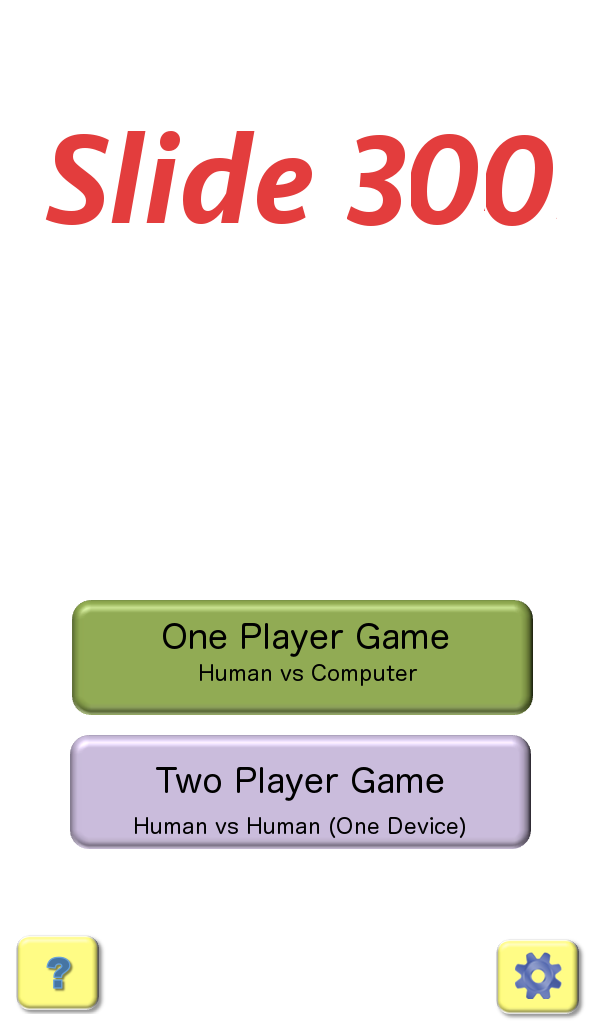 Slide 300
One Player Game
Human vs Computer
Two Player Game
Human vs Human (One Device)
?